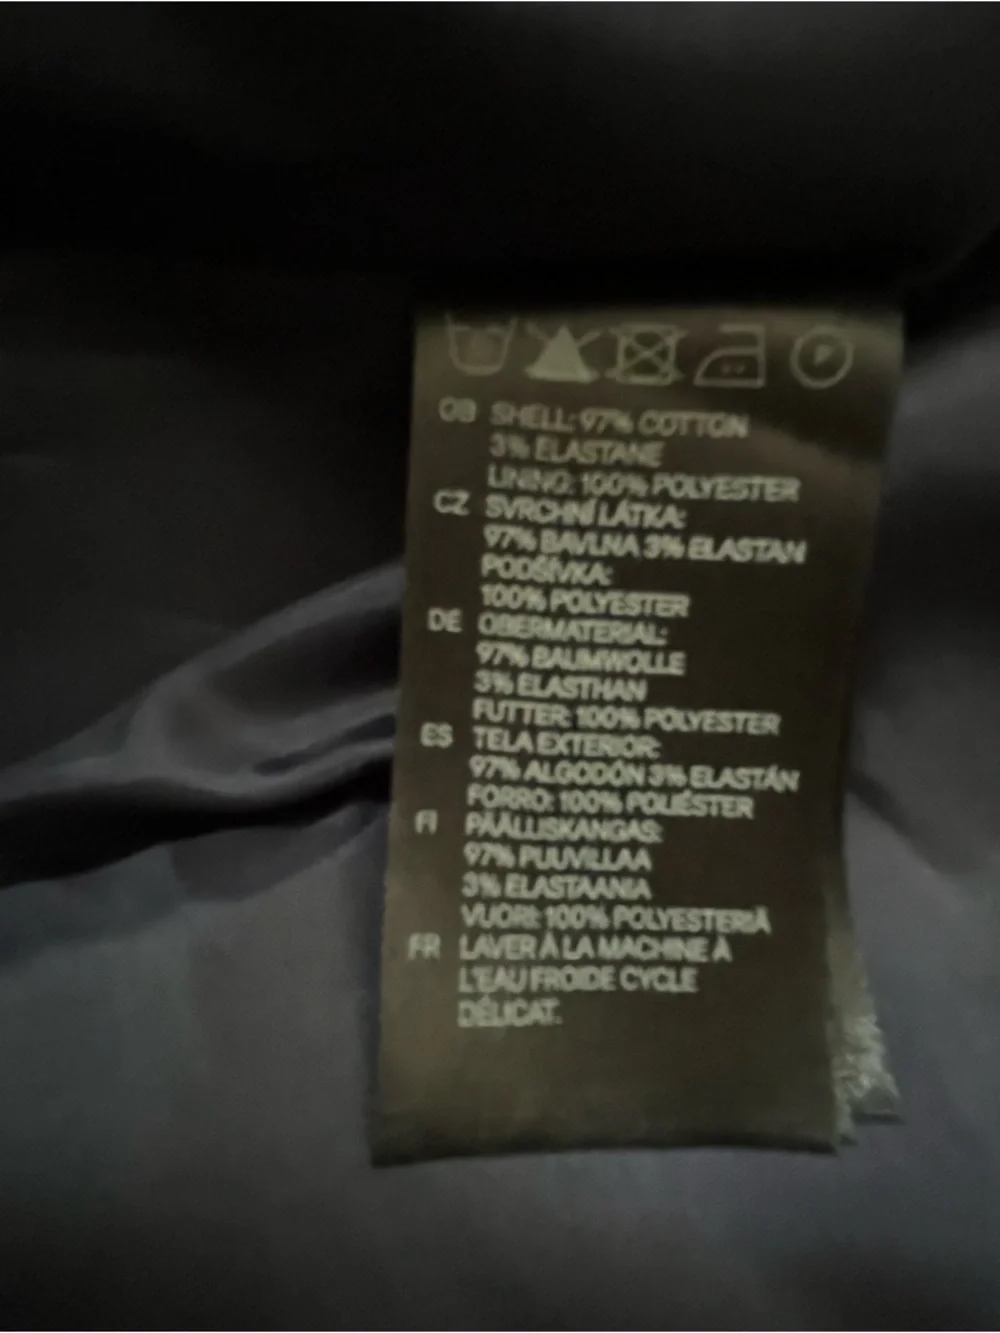 P
GB SHELL: 97% COTTON
3% ELASTANE
LINING: 100% POLYESTER
CZ SVRCHNÍ LÁTKA:
97% BAVLNA 3% ELASTAN
PODŠÍVKA:
100% POLYESTER
DE OBERMATERIAL:
97% BAUMWOLLE
3% ELASTHAN
FUTTER: 100% POLYESTER
ES TELA EXTERIOR:
97% ALGODÓN 3% ELASTÁN
FORRO: 100% POLIÉSTER
FI PÄÄLLISKANGAS:
97% PUUVILLAA
3% ELASTAANIA
VUORI: 100% POLYESTERIÄ
FR LAVER À LA MACHINE À
L'EAU FROIDE CYCLE
DÉLICAT.